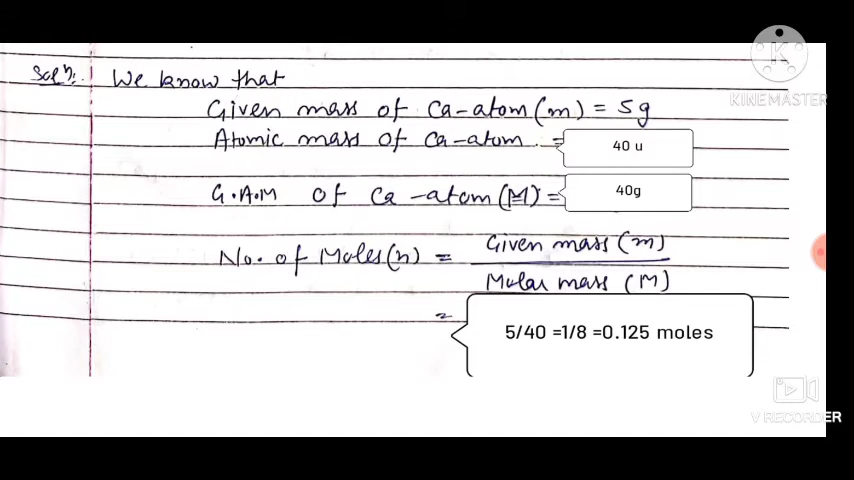 KINEMASTER
Solⁿ:. We know that
Given mass of Ca-atom (m) = 5g
Atomic mass of Ca-atom = 40 u
G.A.M of Ca-atom (M) = 40g
No. of Moles (n) = Given mass (m)
Molar mass (M)
= 5/40 =1/8 =0.125 moles
V RECORDER